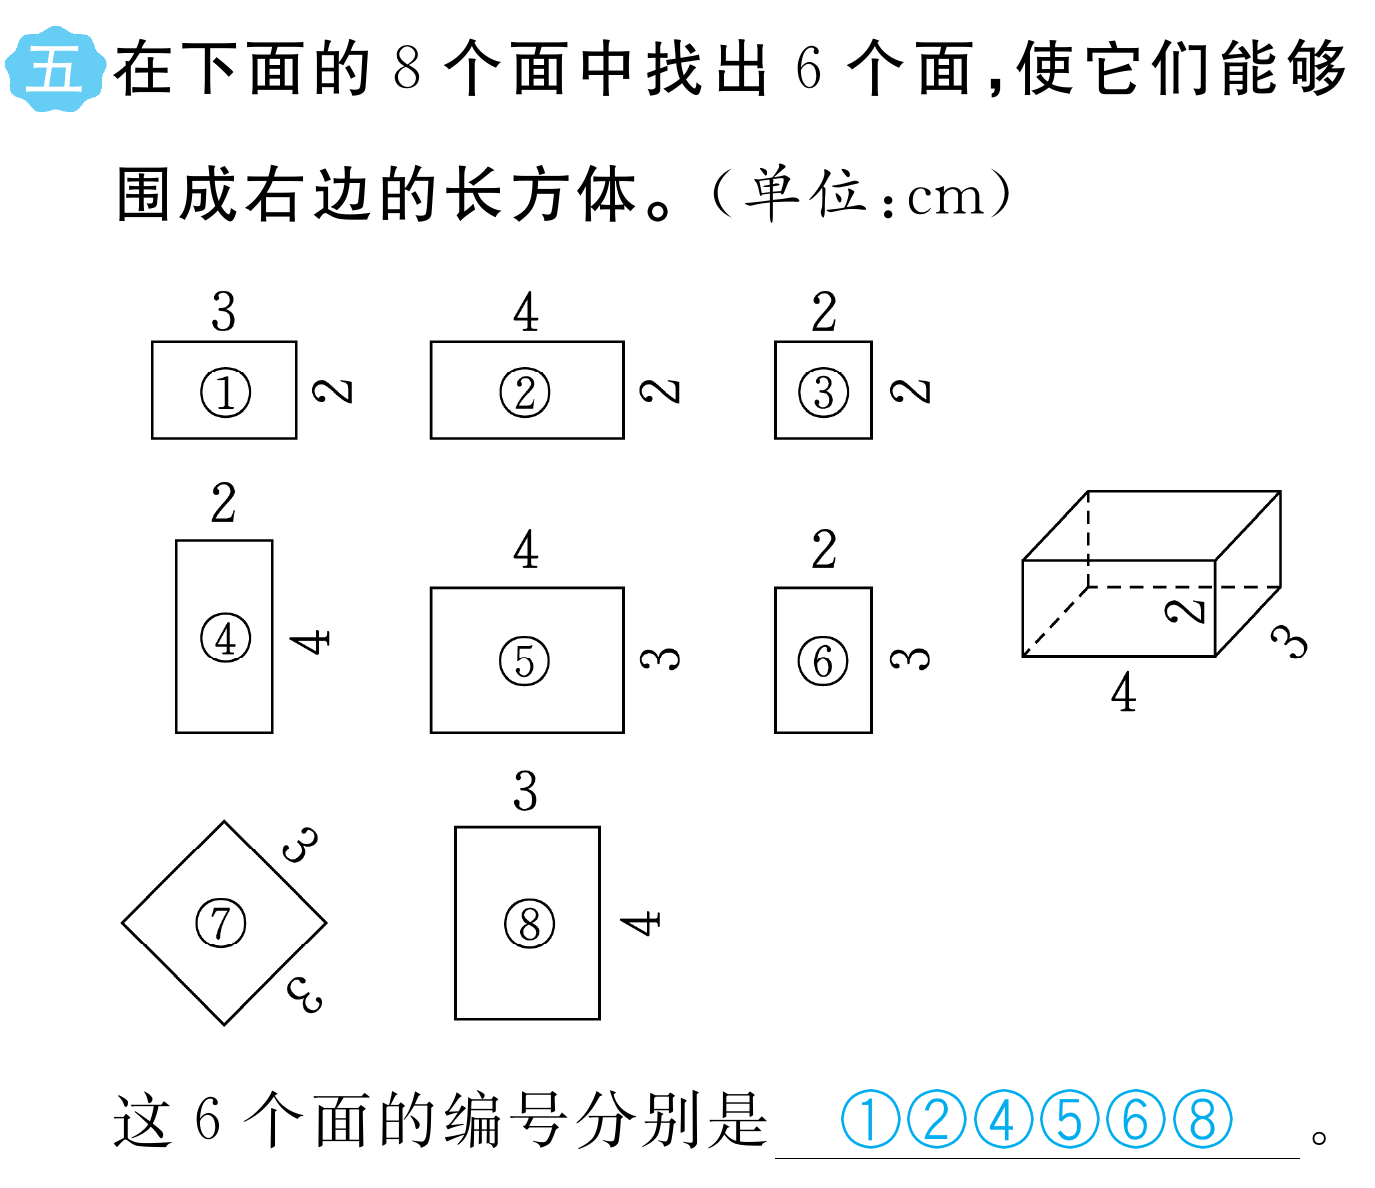 五 在下面的 8 个面中找出 6 个面,使它们能够
围成右边的长方体。(单位:cm)
3 4 2
① 2 ② 2 ③ 2
2 4 2
④ 4 ⑤ 3 ⑥ 3
2 3
4
3 3
⑦ 3 ⑧ 4
这 6 个面的编号分别是 ①②④⑤⑥⑧ 。